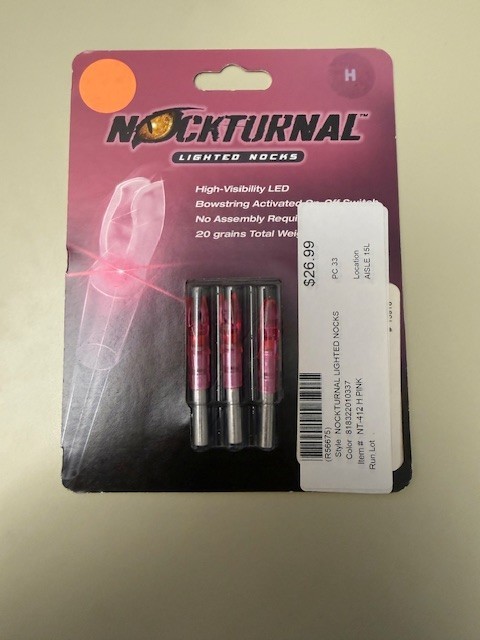 H
NOCKTURNAL™
LIGHTED NOCKS
High-Visibility LED
Bowstring Activated On-Off Switch
No Assembly Requi
20 grains Total Weig
$26.99
PC 33
Location
AISLE 15L
(R56675)
Style NOCKTURNAL LIGHTED NOCKS
Color 818322010337
Item # NT-412 H PINK
Run Lot